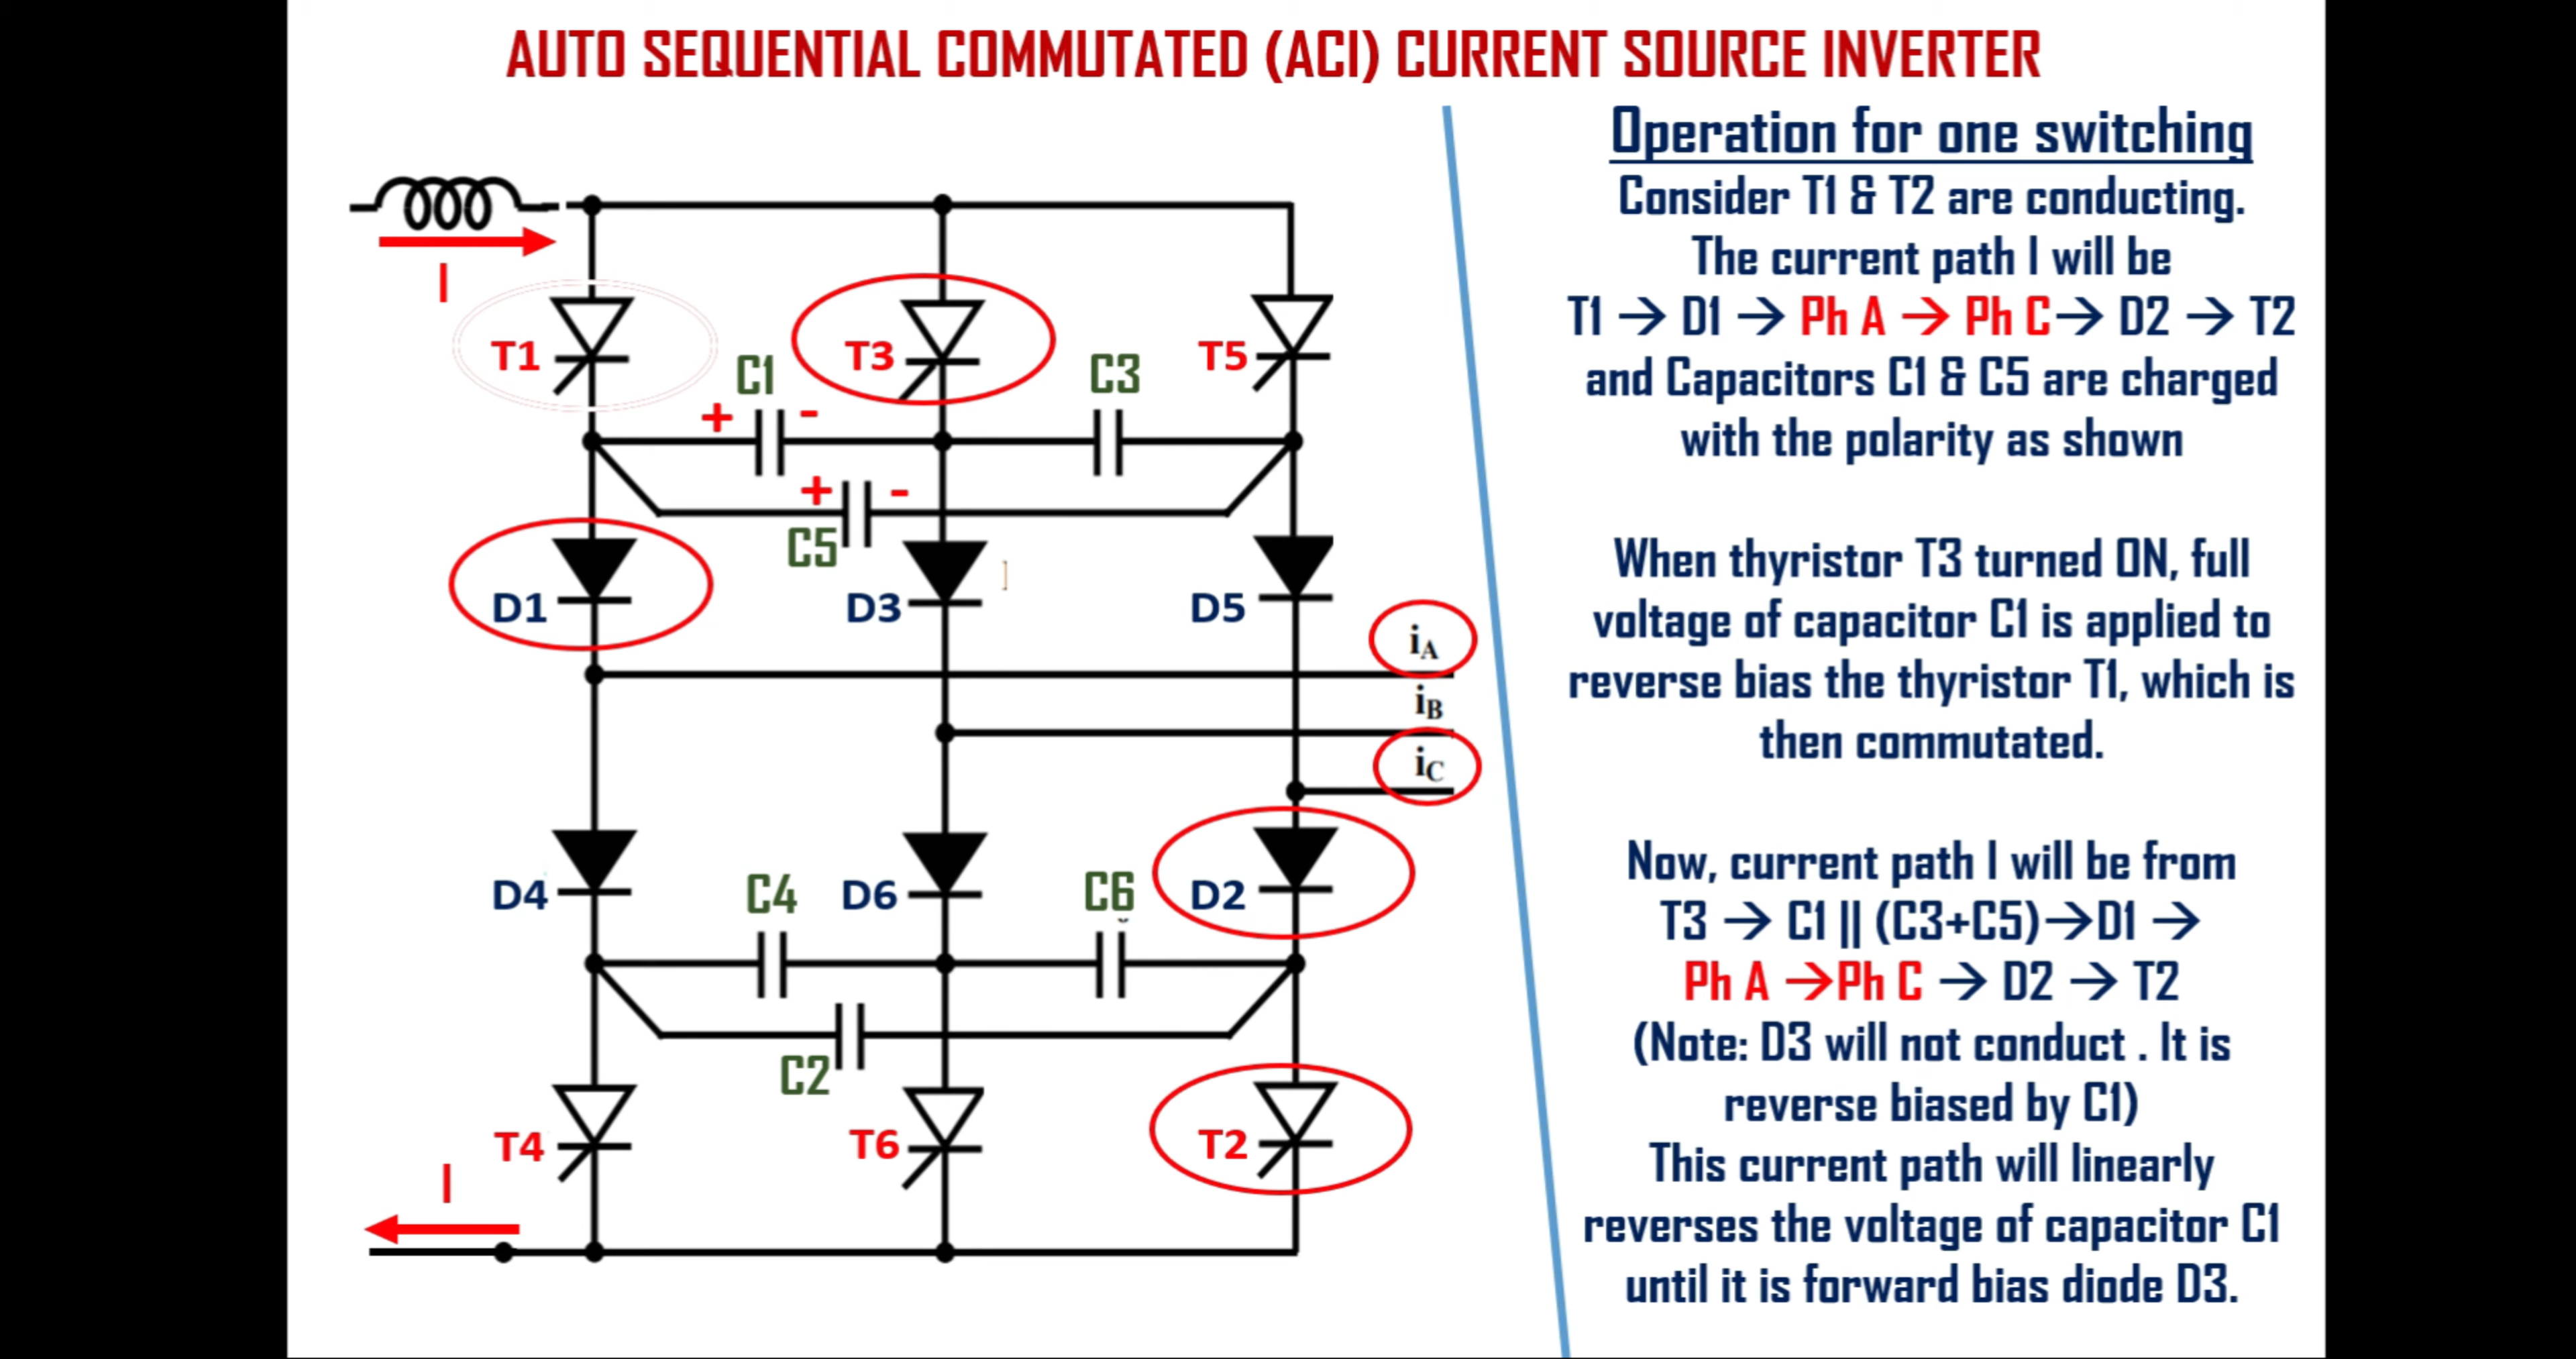 AUTO SEQUENTIAL COMMUTATED (ACI) CURRENT SOURCE INVERTER
I
T1
T3
T5
C1
C3
+ -
+ -
C5
D1
D3
D5
iA
iB
iC
D4
D6
D2
C4
C6
C2
T4
T6
T2
I
Operation for one switching
Consider T1 & T2 are conducting.
The current path I will be
T1 → D1 → Ph A → Ph C→ D2 → T2
and Capacitors C1 & C5 are charged
with the polarity as shown
When thyristor T3 turned ON, full
voltage of capacitor C1 is applied to
reverse bias the thyristor T1, which is
then commutated.
Now, current path I will be from
T3 → C1 || (C3+C5)→D1 →
Ph A →Ph C → D2 → T2
(Note: D3 will not conduct . It is
reverse biased by C1)
This current path will linearly
reverses the voltage of capacitor C1
until it is forward bias diode D3.